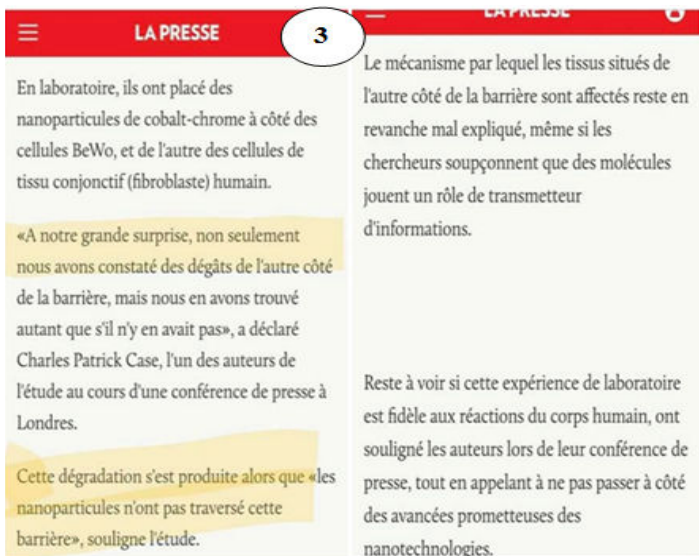 LA PRESSE
3
En laboratoire, ils ont placé des
nanoparticules de cobalt-chrome à côté des
cellules BeWo, et de l'autre des cellules de
tissu conjonctif (fibroblaste) humain.
«A notre grande surprise, non seulement
nous avons constaté des dégâts de l'autre côté
de la barrière, mais nous en avons trouvé
autant que s'il n'y en avait pas», a déclaré
Charles Patrick Case, l'un des auteurs de
l'étude au cours d'une conférence de presse à
Londres.
Cette dégradation s'est produite alors que «les
nanoparticules n'ont pas traversé cette
barrière», souligne l'étude.
LA PRESSE
Le mécanisme par lequel les tissus situés de
l'autre côté de la barrière sont affectés reste en
revanche mal expliqué, même si les
chercheurs soupçonnent que des molécules
jouent un rôle de transmetteur
d'informations.
Reste à voir si cette expérience de laboratoire
est fidèle aux réactions du corps humain, ont
souligné les auteurs lors de leur conférence de
presse, tout en appelant à ne pas passer à côté
des avancées prometteuses des
nanotechnologies.